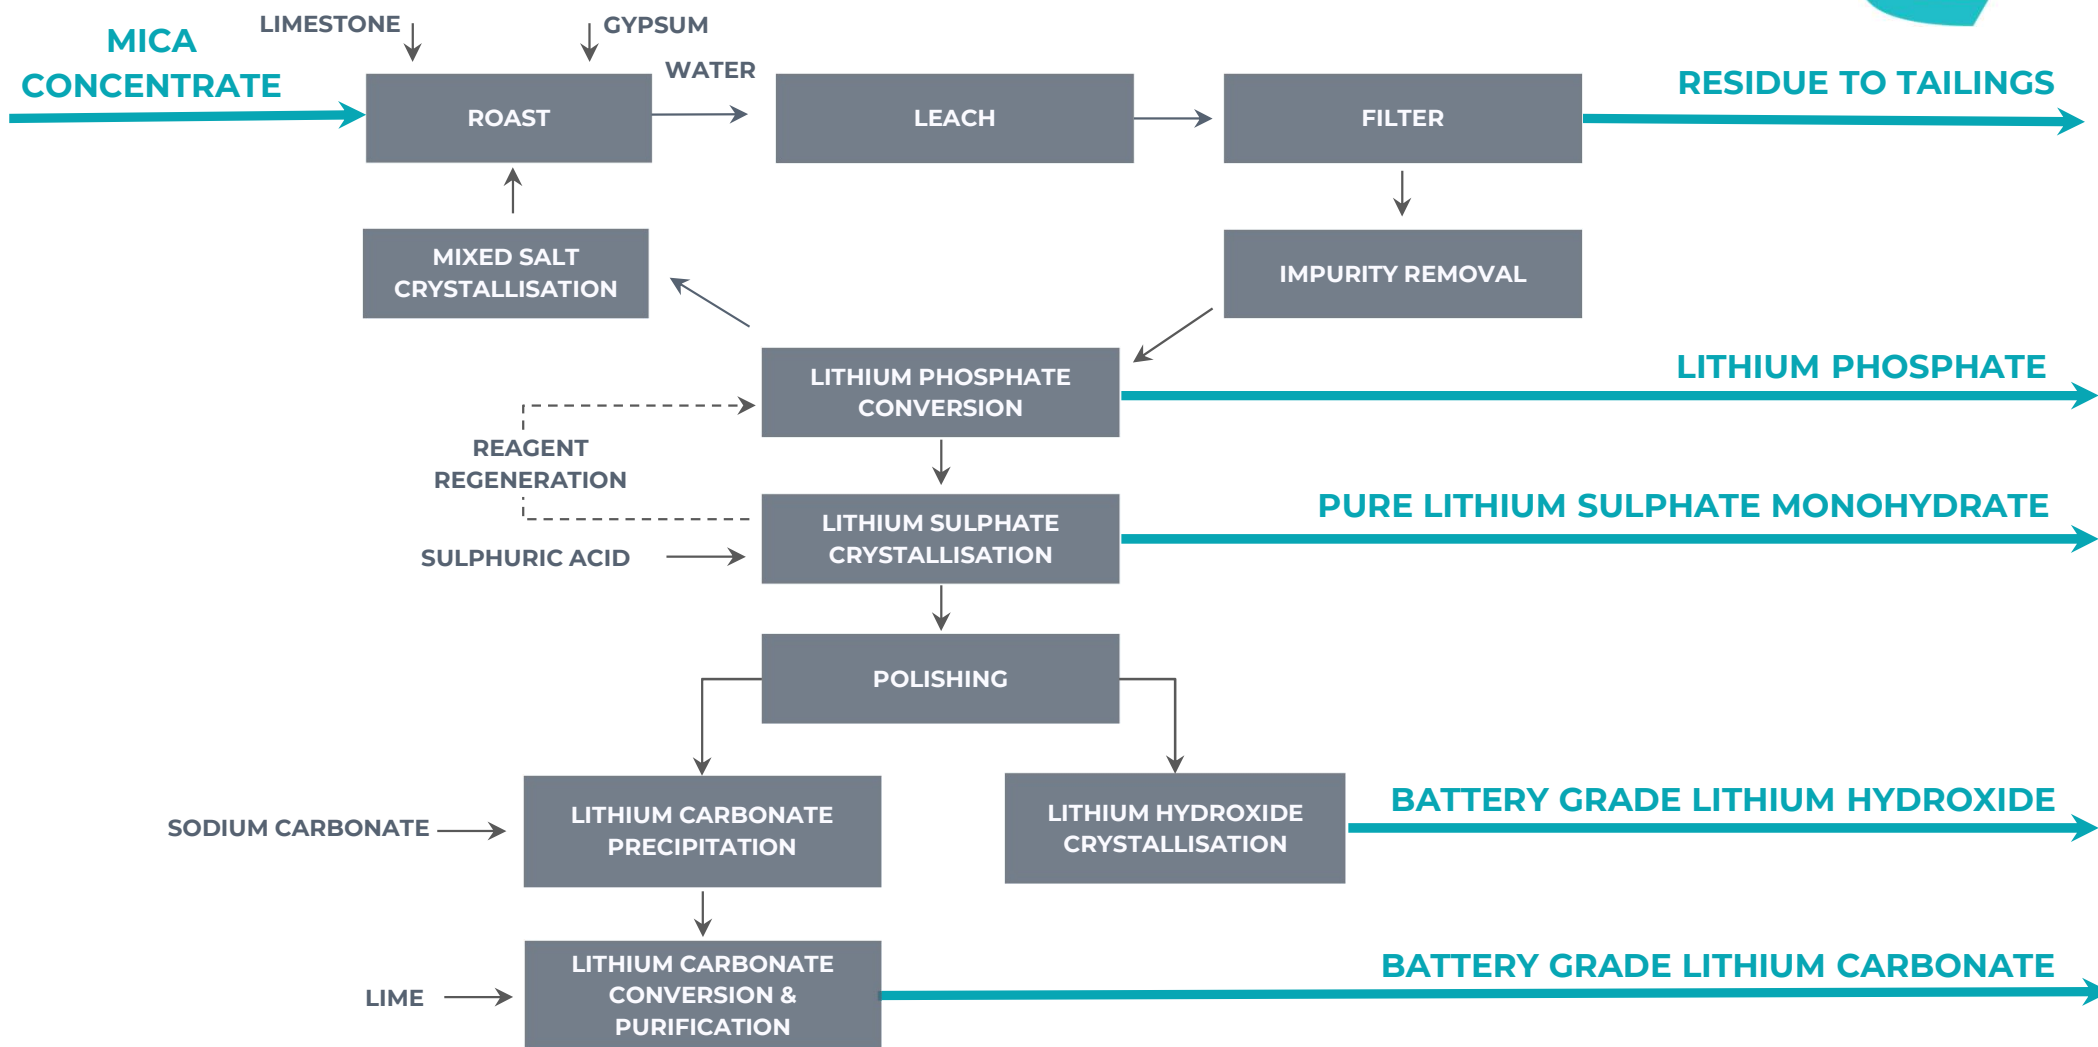 LIMESTONE
GYPSUM
MICA
CONCENTRATE
WATER
RESIDUE TO TAILINGS
ROAST
LEACH
FILTER
MIXED SALT
CRYSTALLISATION
IMPURITY REMOVAL
LITHIUM PHOSPHATE
CONVERSION
LITHIUM PHOSPHATE
REAGENT
REGENERATION
LITHIUM SULPHATE
CRYSTALLISATION
PURE LITHIUM SULPHATE MONOHYDRATE
SULPHURIC ACID
POLISHING
SODIUM CARBONATE
LITHIUM CARBONATE
PRECIPITATION
LITHIUM HYDROXIDE
CRYSTALLISATION
BATTERY GRADE LITHIUM HYDROXIDE
LIME
LITHIUM CARBONATE
CONVERSION &
PURIFICATION
BATTERY GRADE LITHIUM CARBONATE